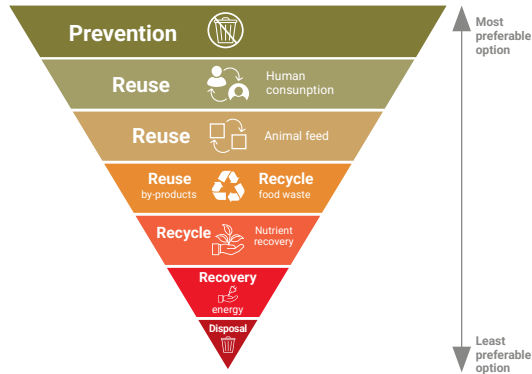 Prevention
Most
preferable
option
Reuse
Human
consunption
Reuse
Animal feed
Reuse
by-products
Recycle
food waste
Recycle
Nutrient
recovery
Recovery
energy
Disposal
Least
preferable
option